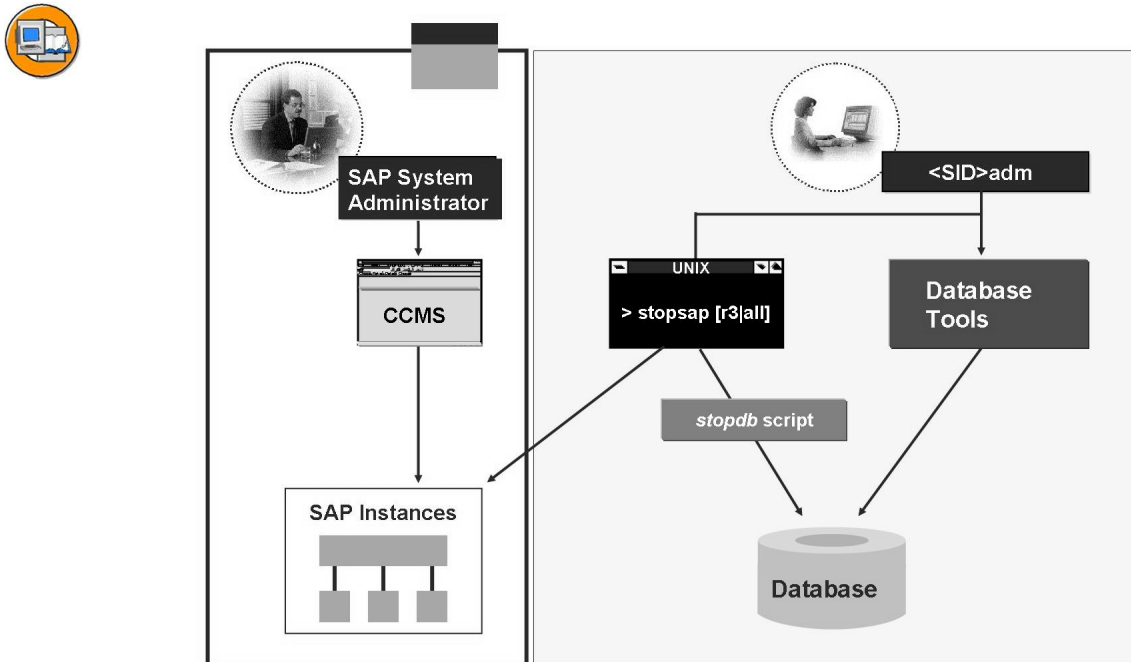 SAP System
Administrator
CCMS
SAP Instances
<SID>adm
UNIX
> stopsap [r3|all]
Database
Tools
stopdb script
Database